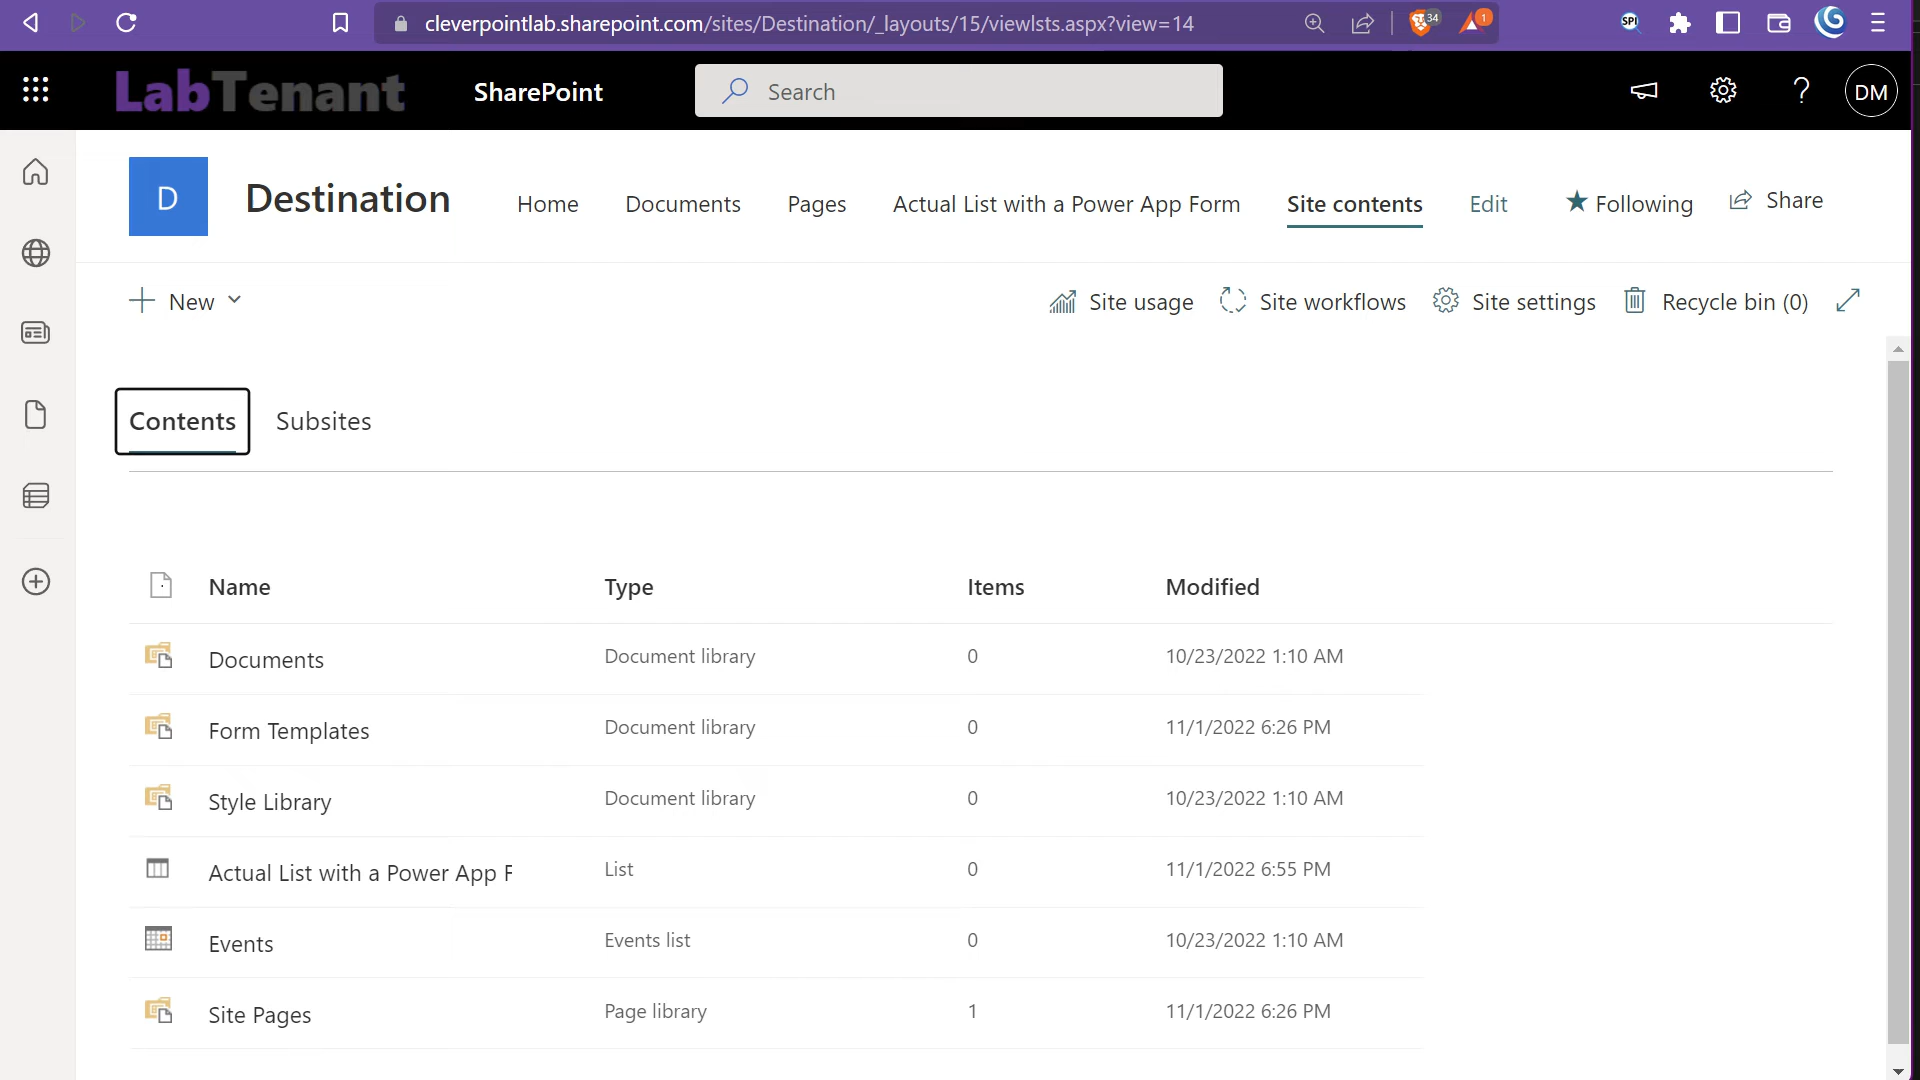 cleverpointlab.sharepoint.com/sites/Destination/_layouts/15/viewlsts.aspx?view=14
34
1
SPI
LabTenant
SharePoint
Search
?
DM
D
Destination
Home
Documents
Pages
Actual List with a Power App Form
Site contents
Edit
Following
Share
New
Site usage
Site workflows
Site settings
Recycle bin (0)
Contents
Subsites
Name Type Items Modified
Documents Document library 0 10/23/2022 1:10 AM
Form Templates Document library 0 11/1/2022 6:26 PM
Style Library Document library 0 10/23/2022 1:10 AM
Actual List with a Power App F List 0 11/1/2022 6:55 PM
Events Events list 0 10/23/2022 1:10 AM
Site Pages Page library 1 11/1/2022 6:26 PM